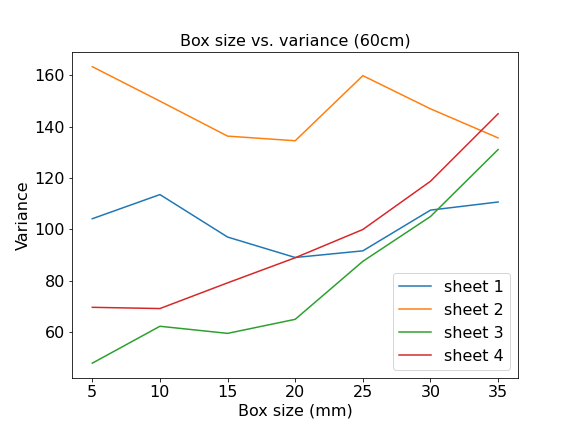 Box size vs. variance (60cm)
Variance
160
140
120
100
80
60
5 10 15 20 25 30 35
Box size (mm)
sheet 1
sheet 2
sheet 3
sheet 4